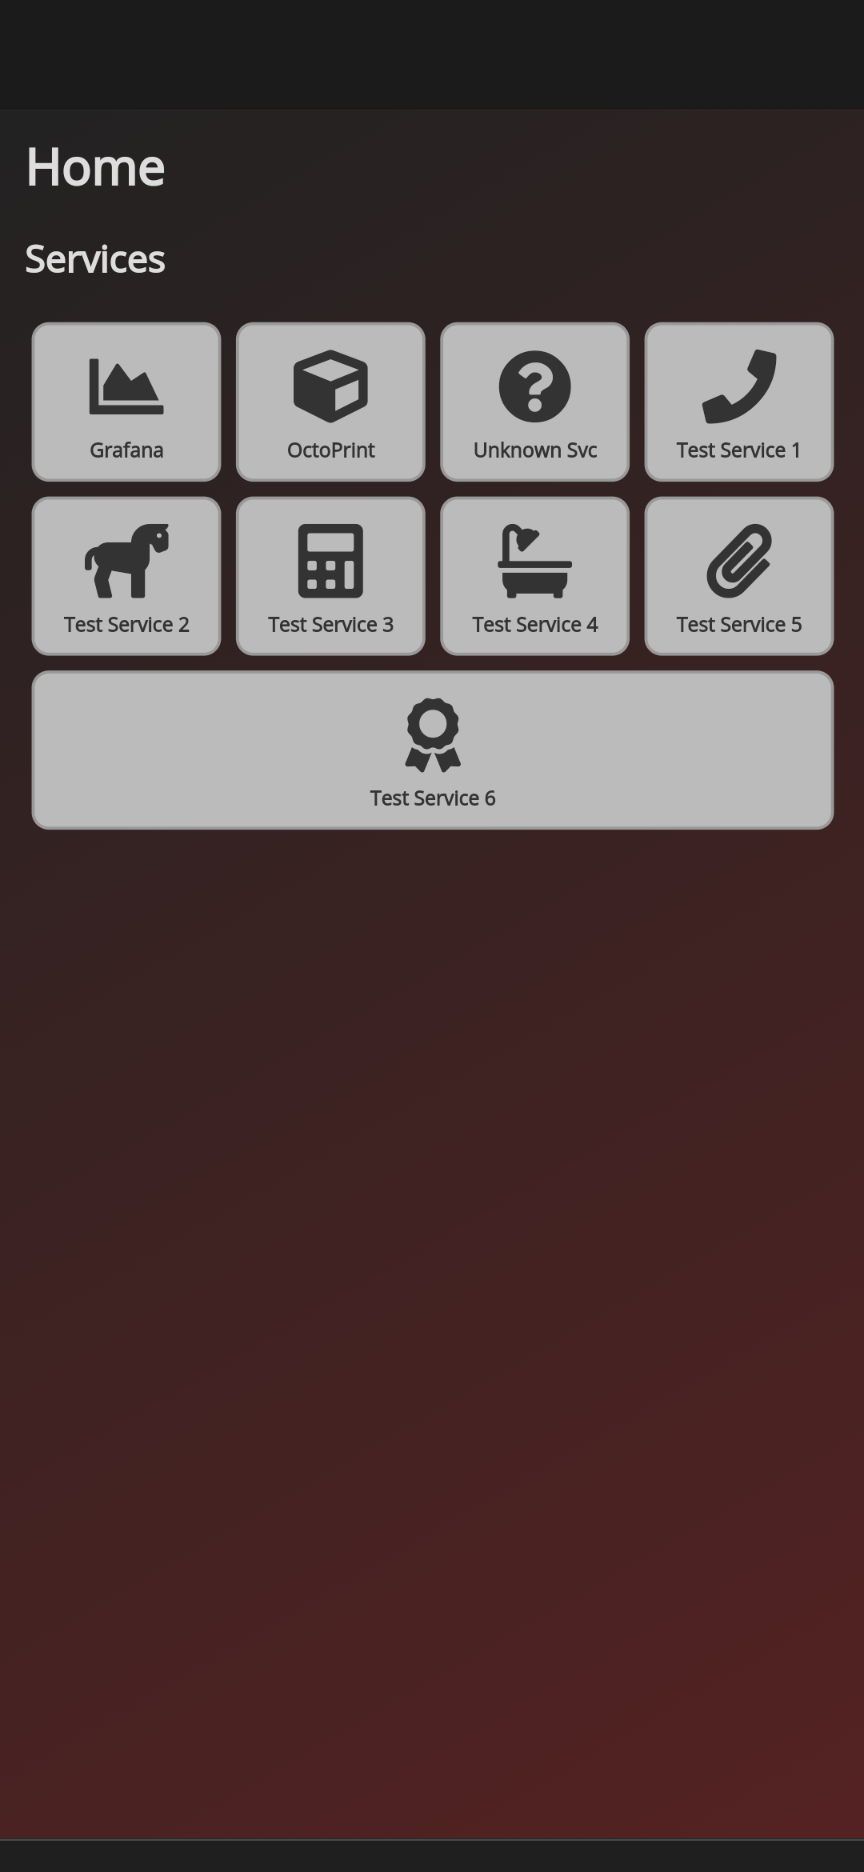 Home
Services
Grafana
OctoPrint
Unknown Svc
Test Service 1
Test Service 2
Test Service 3
Test Service 4
Test Service 5
Test Service 6